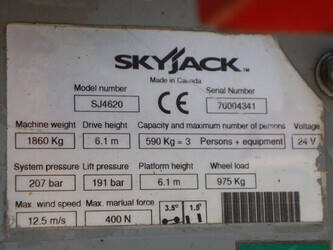 SKYJACK™
Made in Canada
Model number
Serial Number
SJ4620
CE
70004341
Machine weight Drive height Capacity and maximum number of persons Voltage
1860 Kg 6.1 m 590 Kg = 3 Persons + equipment 24 V
System pressure Lift pressure Platform height Wheel load
207 bar 191 bar 6.1 m 975 Kg
Max. wind speed Max. manual force 3.5° 1.5°
12.5 m/s 400 N